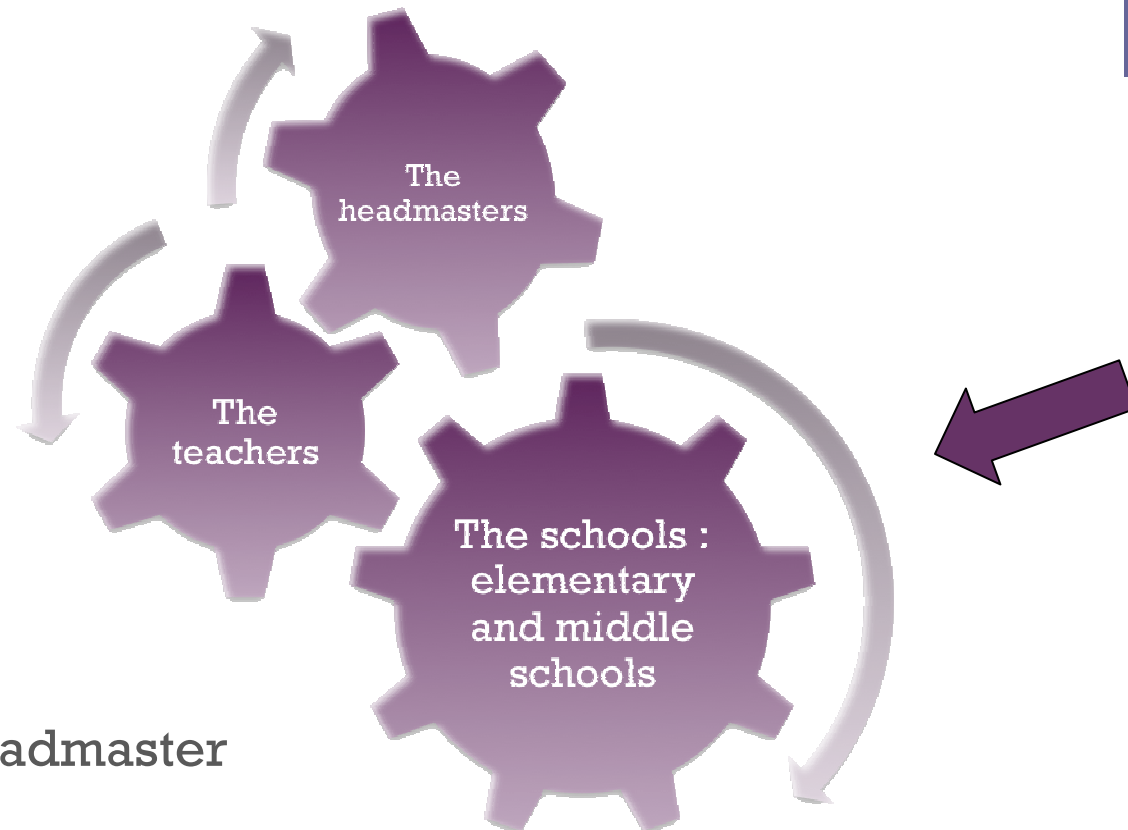 The
headmasters
The
teachers
The schools :
elementary
and middle
schools
admaster